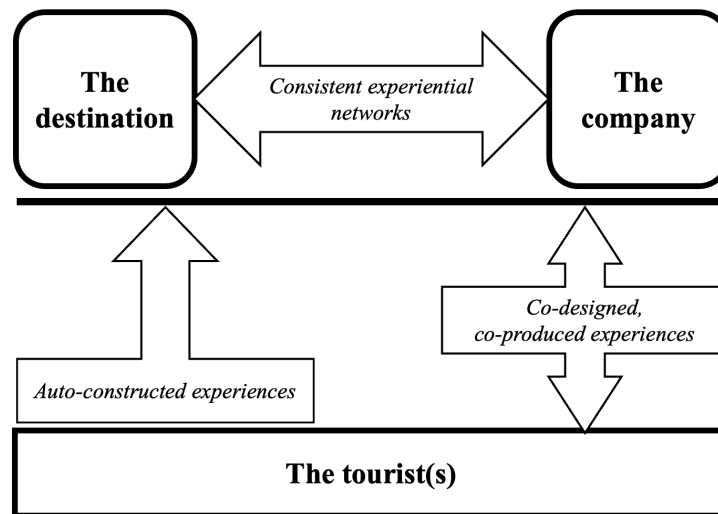 The
destination
Consistent experiential
networks
The
company
Co-designed,
co-produced experiences
Auto-constructed experiences
The tourist(s)